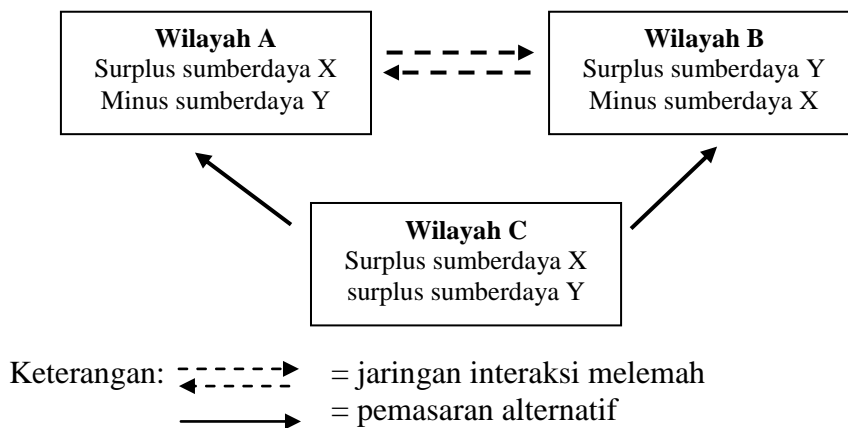 Wilayah A
Surplus sumberdaya X
Minus sumberdaya Y
Wilayah B
Surplus sumberdaya Y
Minus sumberdaya X
Wilayah C
Surplus sumberdaya X
surplus sumberdaya Y
Keterangan: = jaringan interaksi melemah
= pemasaran alternatif